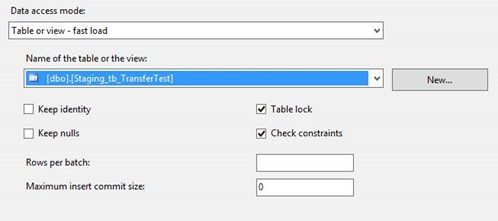 Data access mode:
Table or view - fast load
Name of the table or the view:
[dbo].[Staging_tb_TransferTest]
New...
Keep identity
Table lock
Keep nulls
Check constraints
Rows per batch:
Maximum insert commit size:
0